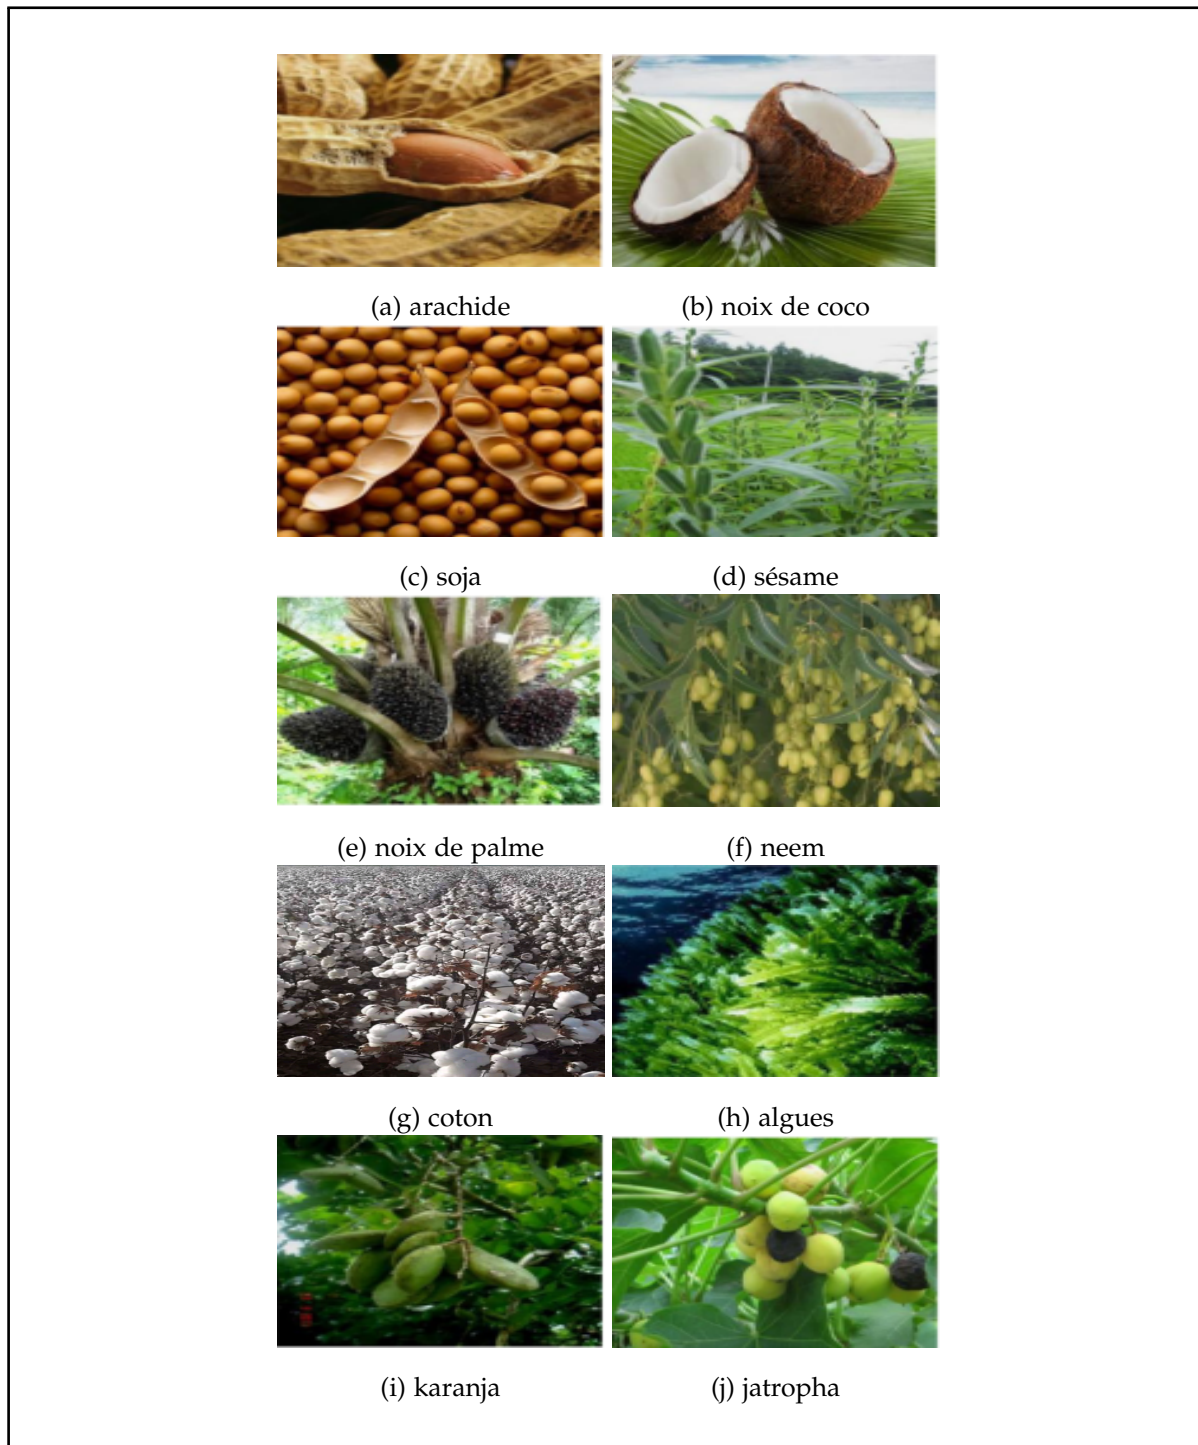 (a) arachide
(b) noix de coco
(c) soja
(d) sésame
(e) noix de palme
(f) neem
(g) coton
(h) algues
(i) karanja
(j) jatropha